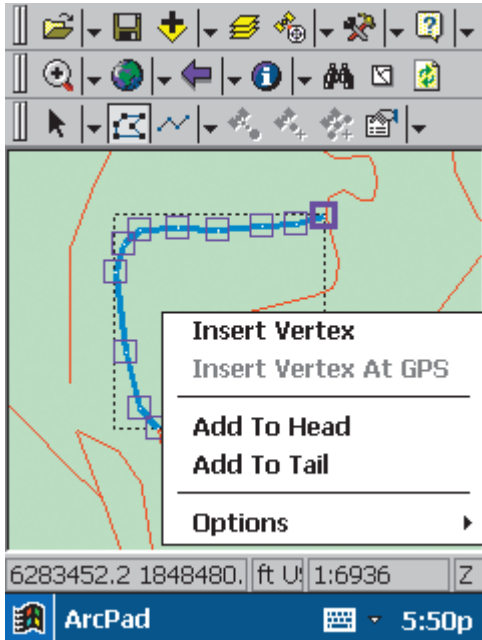 Insert Vertex
Insert Vertex At GPS
Add To Head
Add To Tail
Options
6283452.2 1848480. ft U 1:6936 Z
ArcPad 5:50p